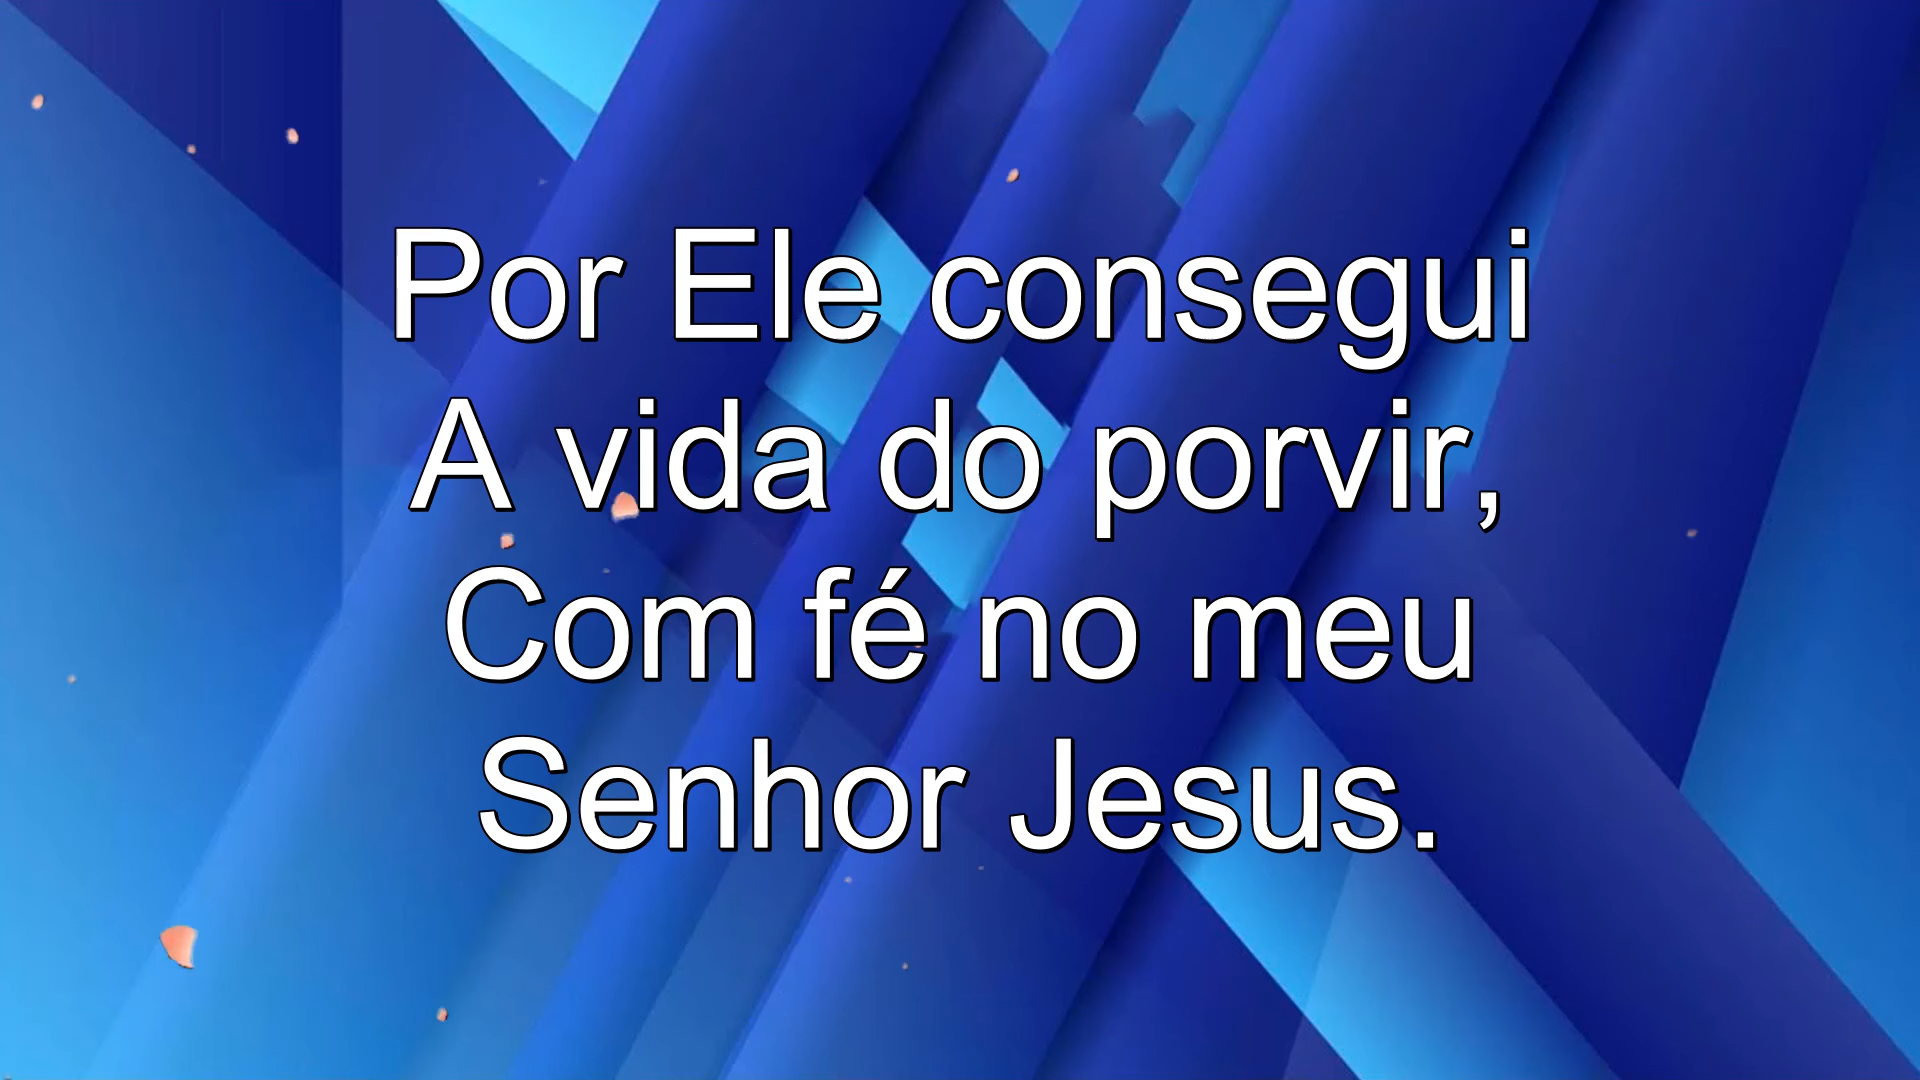 Por Ele consegui
A vida do porvir,
Com fé no meu
Senhor Jesus.